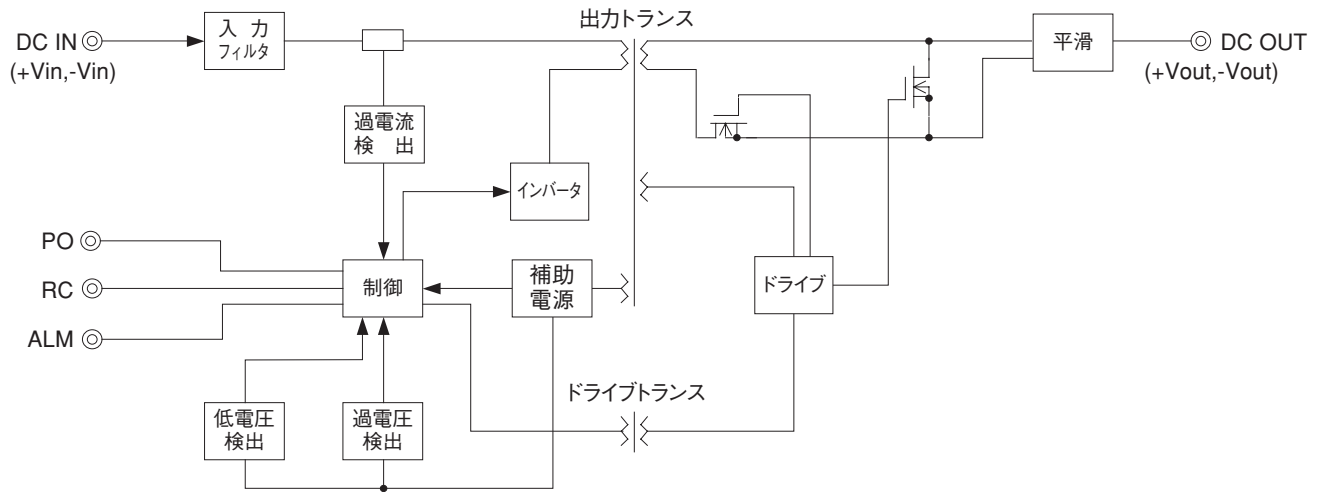 出力トランス
DC IN
(+Vin,-Vin)
入 力
フィルタ
平滑
DC OUT
(+Vout,-Vout)
過電流
検 出
インバータ
PO
RC
ALM
制御
補助
電源
ドライブ
ドライブトランス
低電圧
検出
過電圧
検出